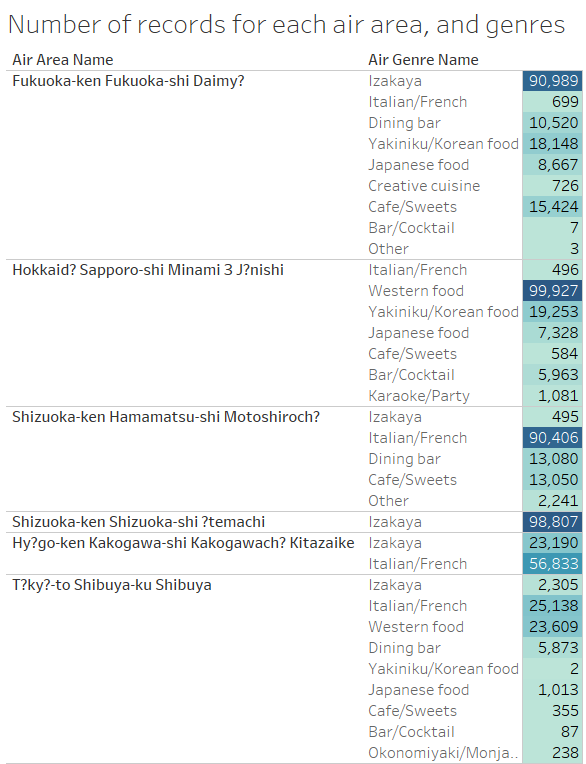 Number of records for each air area, and genres
Air Area Name Air Genre Name
Fukuoka-ken Fukuoka-shi Daimy? Izakaya 90,989
Italian/French 699
Dining bar 10,520
Yakiniku/Korean food 18,148
Japanese food 8,667
Creative cuisine 726
Cafe/Sweets 15,424
Bar/Cocktail 7
Other 3
Hokkaid? Sapporo-shi Minami 3 J?nishi Italian/French 496
Western food 99,927
Yakiniku/Korean food 19,253
Japanese food 7,328
Cafe/Sweets 584
Bar/Cocktail 5,963
Karaoke/Party 1,081
Shizuoka-ken Hamamatsu-shi Motoshiroch? Izakaya 495
Italian/French 90,406
Dining bar 13,080
Cafe/Sweets 13,050
Other 2,241
Shizuoka-ken Shizuoka-shi ?temachi Izakaya 98,807
Hy?go-ken Kakogawa-shi Kakogawach? Kitazaike Izakaya 23,190
Italian/French 56,833
T?ky?-to Shibuya-ku Shibuya Izakaya 2,305
Italian/French 25,138
Western food 23,609
Dining bar 5,873
Yakiniku/Korean food 2
Japanese food 1,013
Cafe/Sweets 355
Bar/Cocktail 87
Okonomiyaki/Monja.. 238